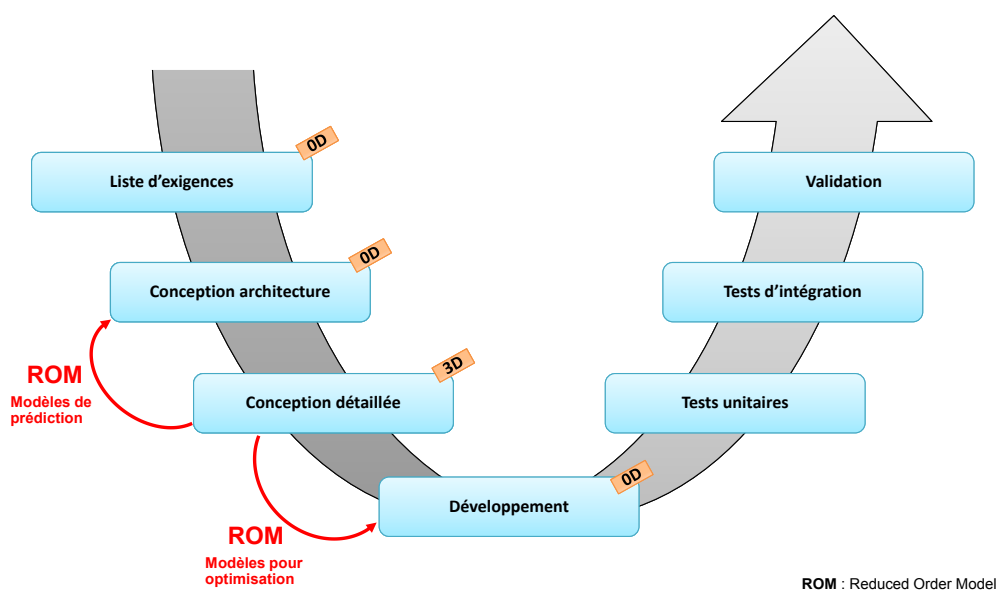 0D
Liste d'exigences
Validation
0D
Conception architecture
Tests d'intégration
ROM
Modèles de
prédiction
3D
Conception détaillée
Tests unitaires
0D
Développement
ROM
Modèles pour
optimisation
ROM : Reduced Order Model